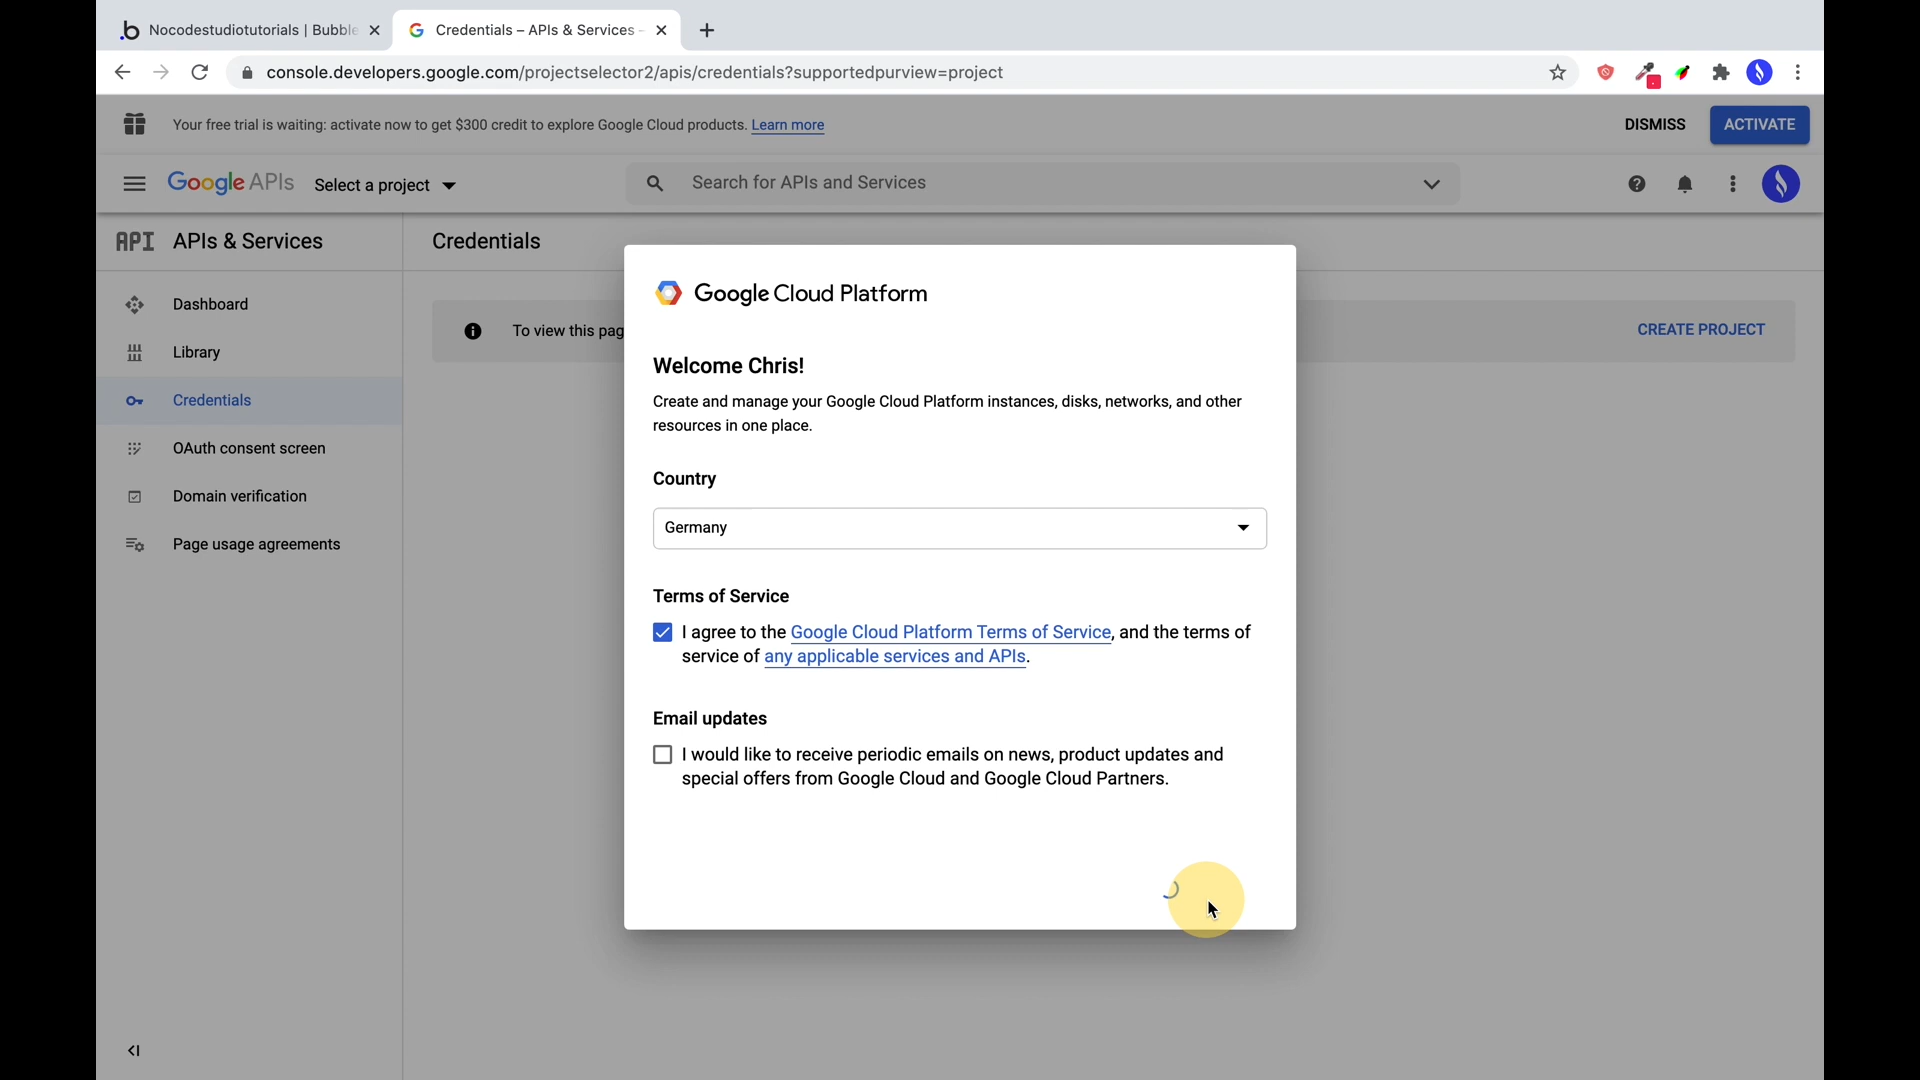 Nocodestudiotutorials | Bubble
Credentials – APIs & Services –
console.developers.google.com/projectselector2/apis/credentials?supportedpurview=project
Your free trial is waiting: activate now to get $300 credit to explore Google Cloud products. Learn more
DISMISS
ACTIVATE
Google APIs
Select a project
Search for APIs and Services
API APIs & Services
Credentials
Dashboard
Library
Credentials
OAuth consent screen
Domain verification
Page usage agreements
To view this pag
CREATE PROJECT
Google Cloud Platform
Welcome Chris!
Create and manage your Google Cloud Platform instances, disks, networks, and other
resources in one place.
Country
Germany
Terms of Service
I agree to the Google Cloud Platform Terms of Service, and the terms of
service of any applicable services and APIs.
Email updates
I would like to receive periodic emails on news, product updates and
special offers from Google Cloud and Google Cloud Partners.